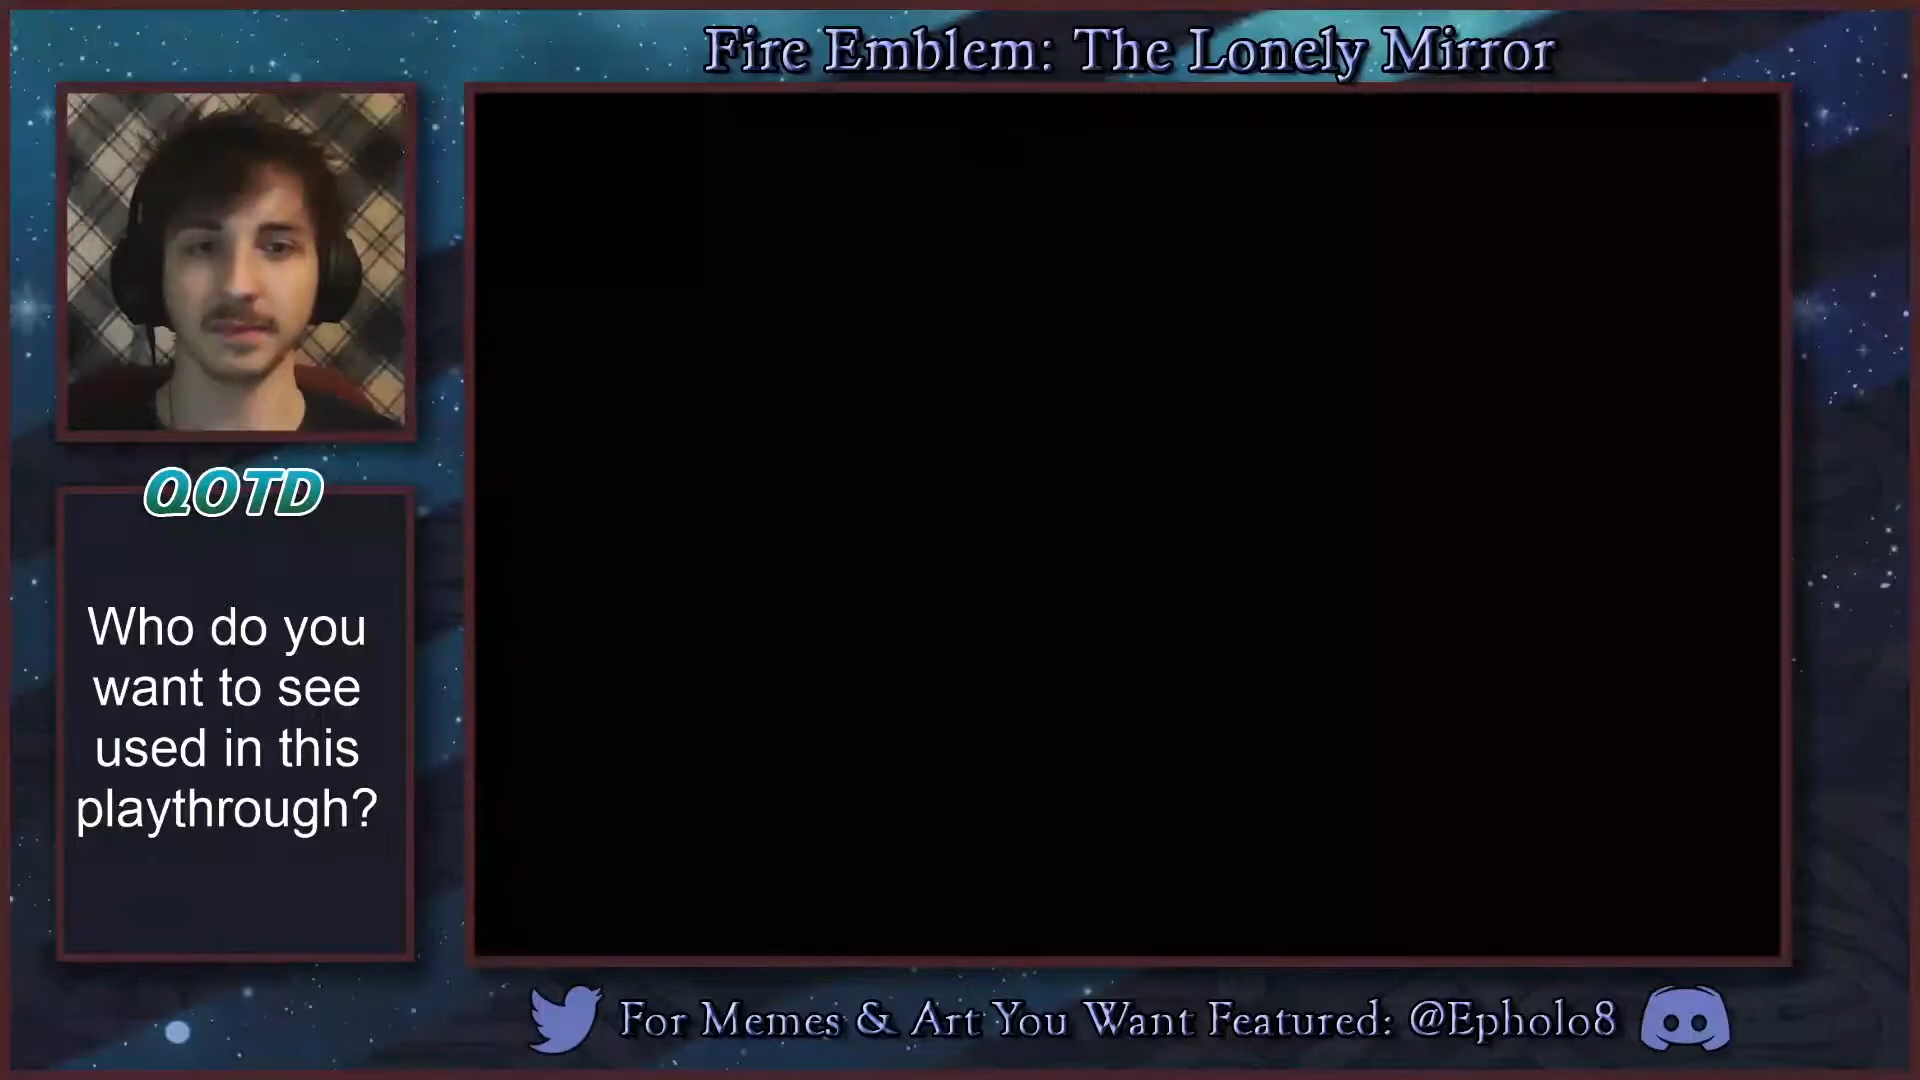 Fire Emblem: The Lonely Mirror
QOTD
Who do you
want to see
used in this
playthrough?
For Memes & Art You Want Featured: @Epholo8